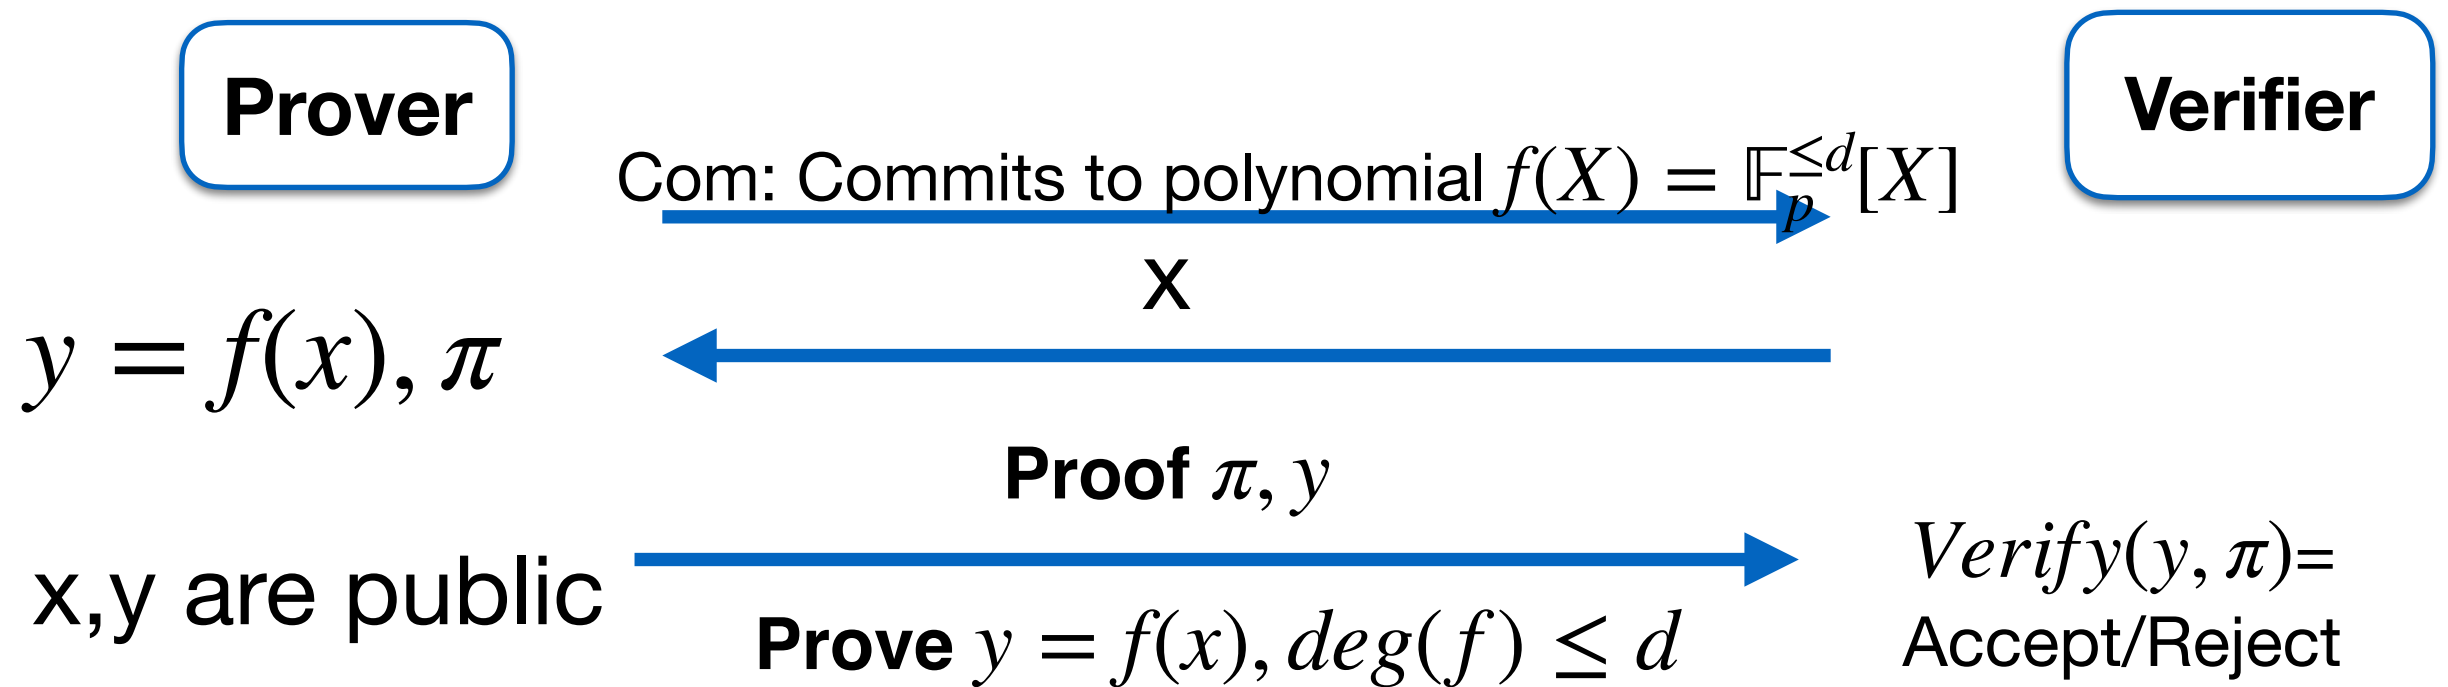 Prover
Verifier
Com: Commits to polynomial f(X) = 𝔽_p^{≤d}[X]
x
y = f(x), π
Proof π, y
x,y are public
Verify(y, π)=
Accept/Reject
Prove y = f(x), deg(f) ≤ d